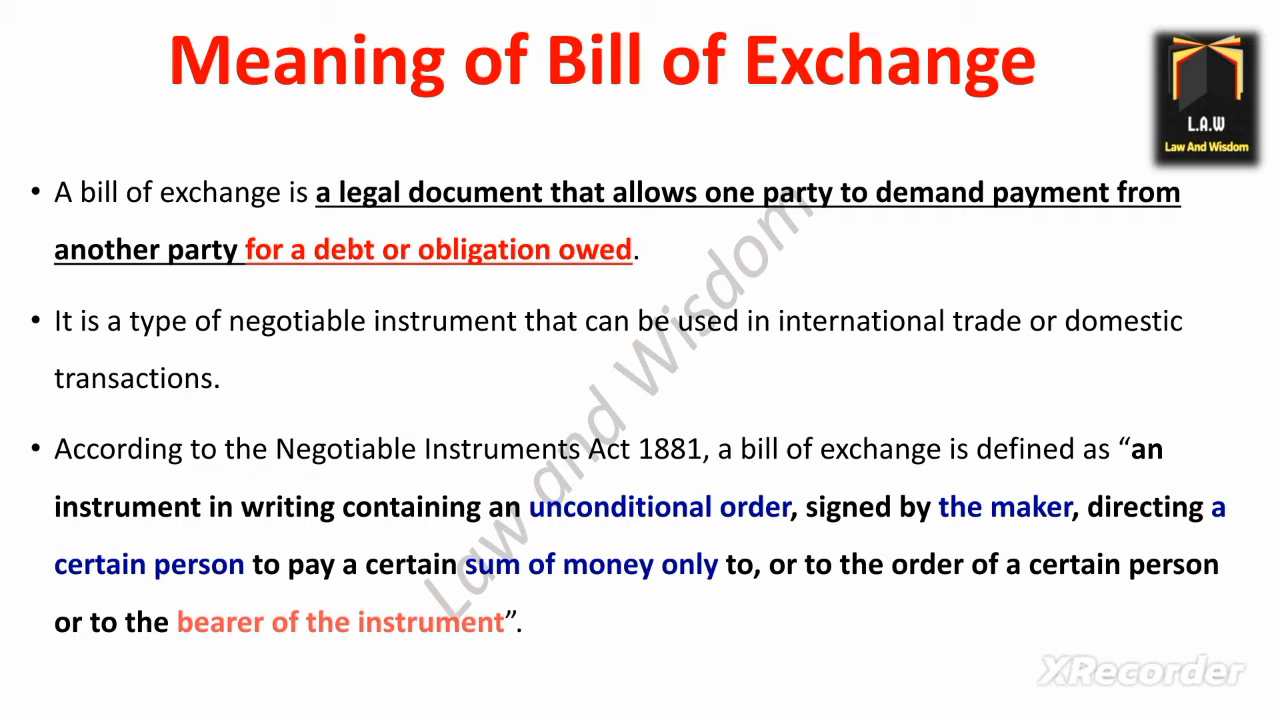 Meaning of Bill of Exchange
L.A.W
Law And Wisdom
• A bill of exchange is a legal document that allows one party to demand payment from
another party for a debt or obligation owed.
• It is a type of negotiable instrument that can be used in international trade or domestic
transactions.
• According to the Negotiable Instruments Act 1881, a bill of exchange is defined as “an
instrument in writing containing an unconditional order, signed by the maker, directing a
certain person to pay a certain sum of money only to, or to the order of a certain person
or to the bearer of the instrument”.
Law and Wisdom
XRecorder